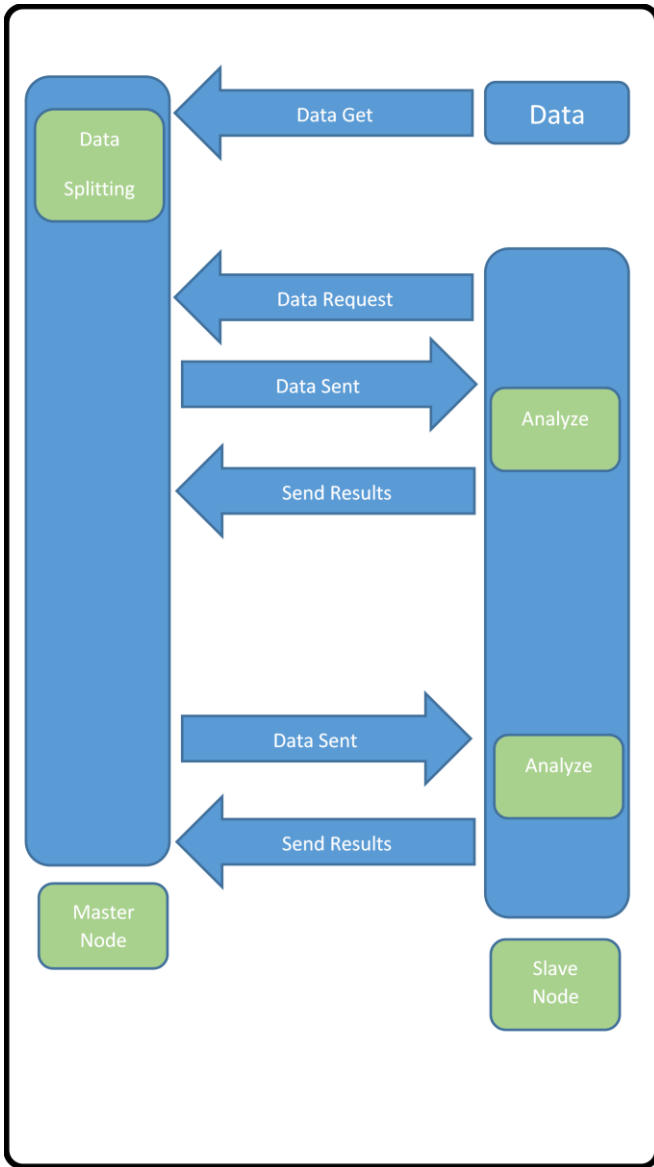 Data Get
Data
Data
Splitting
Data Request
Data Sent
Analyze
Send Results
Data Sent
Analyze
Send Results
Master
Node
Slave
Node